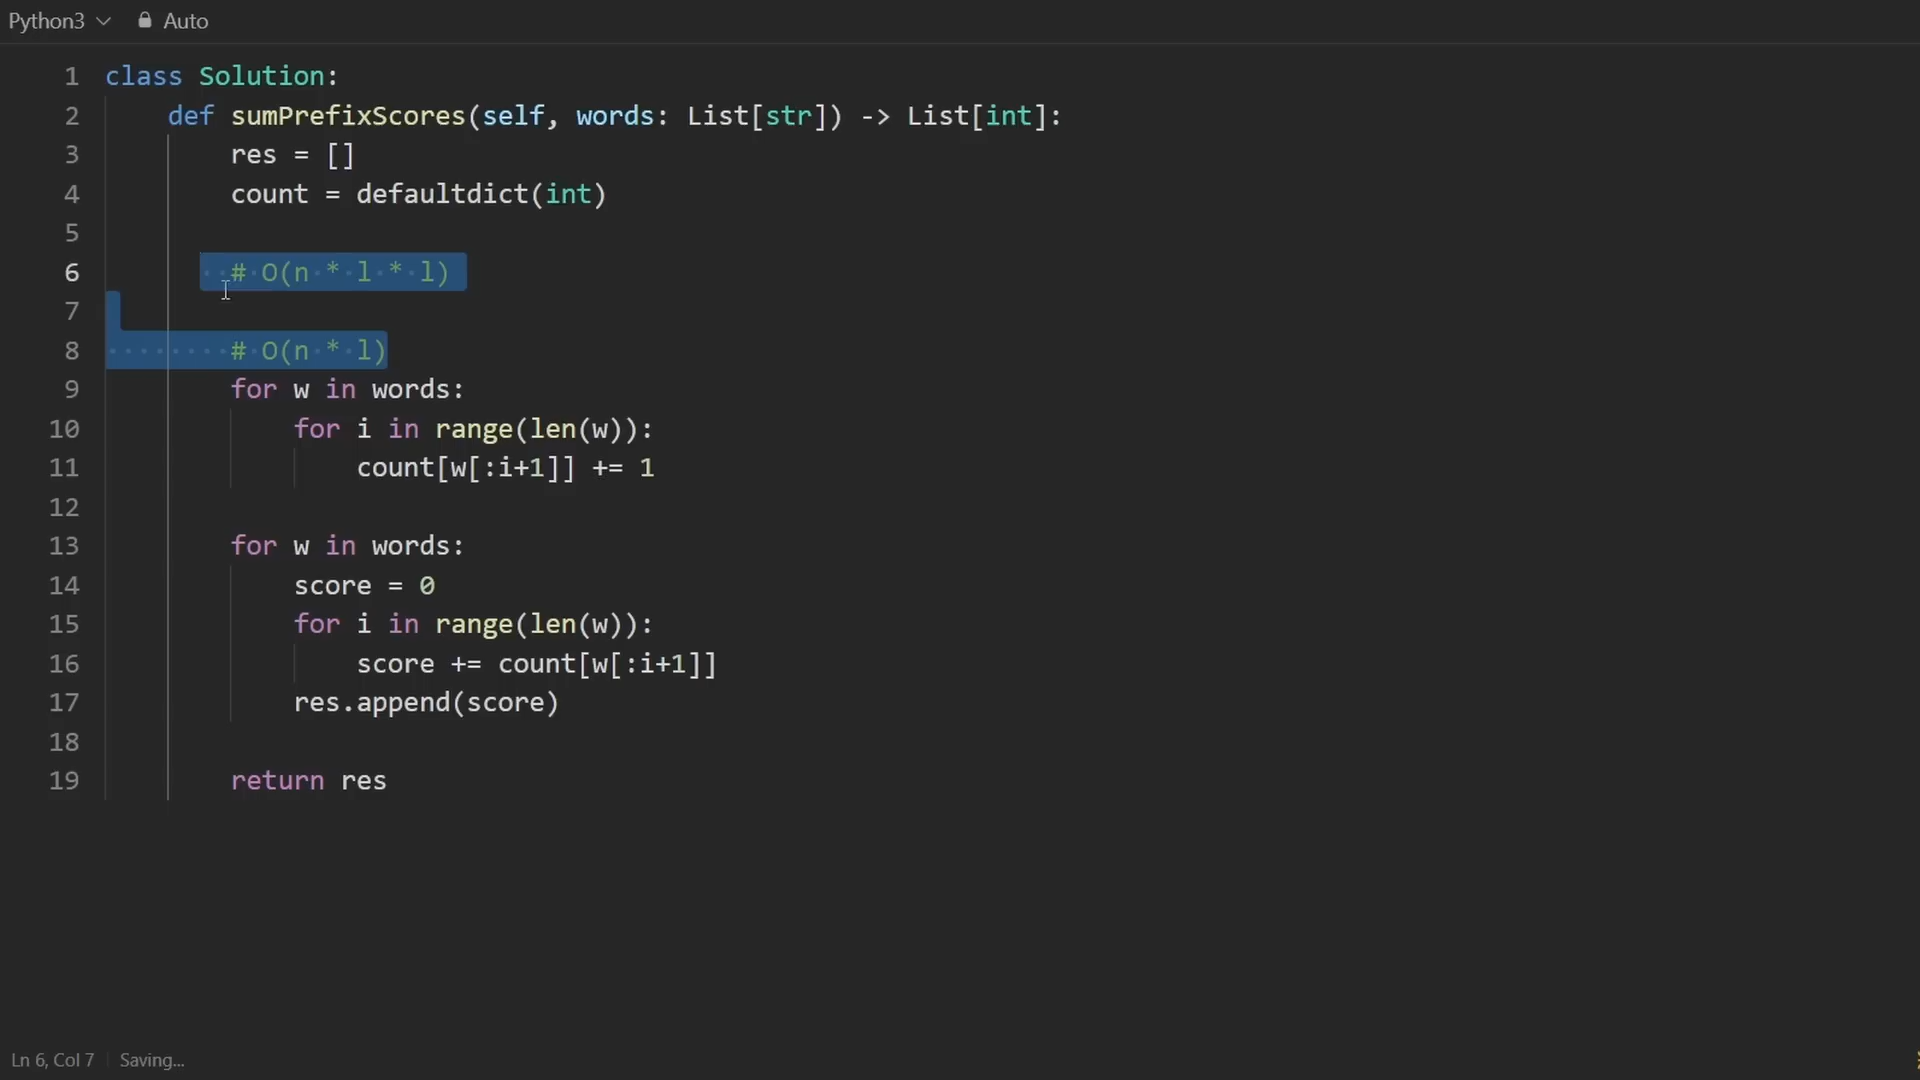 Python3 Auto
1 class Solution:
2 def sumPrefixScores(self, words: List[str]) -> List[int]:
3 res = []
4 count = defaultdict(int)
5
6 # O(n * l * l)
7
8 # O(n * l)
9 for w in words:
10 for i in range(len(w)):
11 count[w[:i+1]] += 1
12
13 for w in words:
14 score = 0
15 for i in range(len(w)):
16 score += count[w[:i+1]]
17 res.append(score)
18
19 return res
Ln 6, Col 7 Saving...